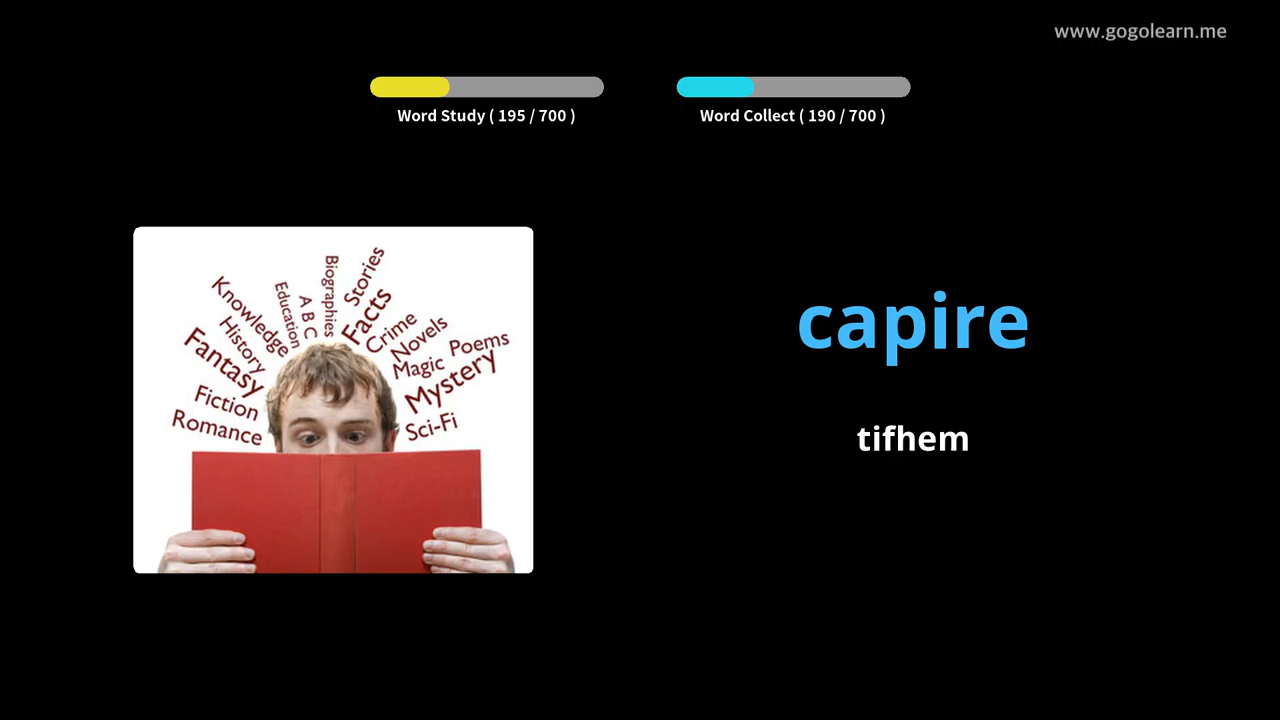 www.gogolearn.me
Word Study ( 195 / 700 )
Word Collect ( 190 / 700 )
Biographies
Stories
Education
A B C
Facts
Knowledge
Crime
History
Novels
Poems
Fantasy
Magic
Mystery
Fiction
Romance
Sci-Fi
capire
tifhem